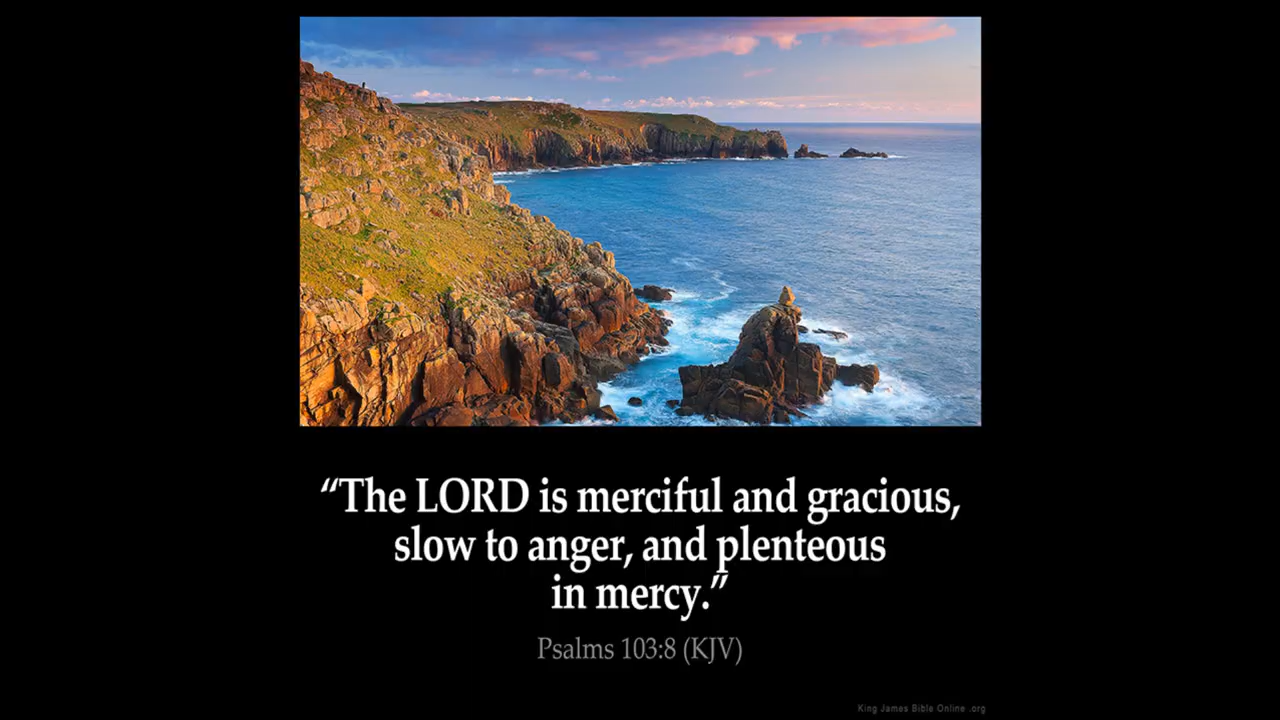 “The LORD is merciful and gracious,
slow to anger, and plenteous
in mercy.”
Psalms 103:8 (KJV)
King James Bible Online .org